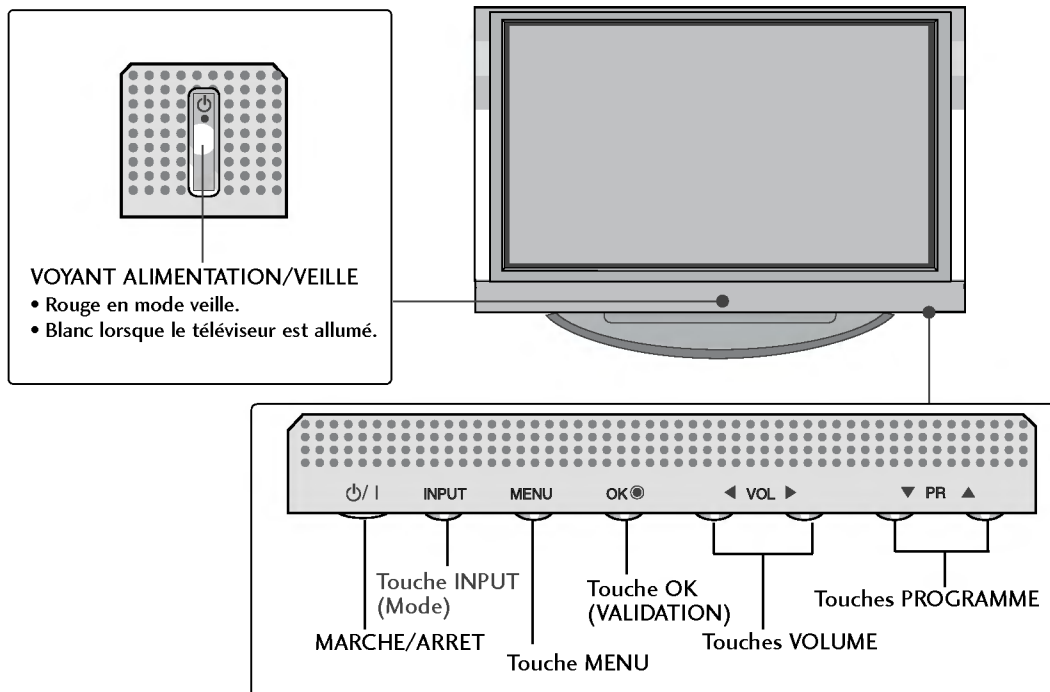 VOYANT ALIMENTATION/VEILLE
• Rouge en mode veille.
• Blanc lorsque le téléviseur est allumé.
⏻/ I INPUT MENU OK◉ ◀ VOL ▶ ▼ PR ▲
Touche INPUT
(Mode)
MARCHE/ARRET
Touche MENU
Touche OK
(VALIDATION)
Touches VOLUME
Touches PROGRAMME